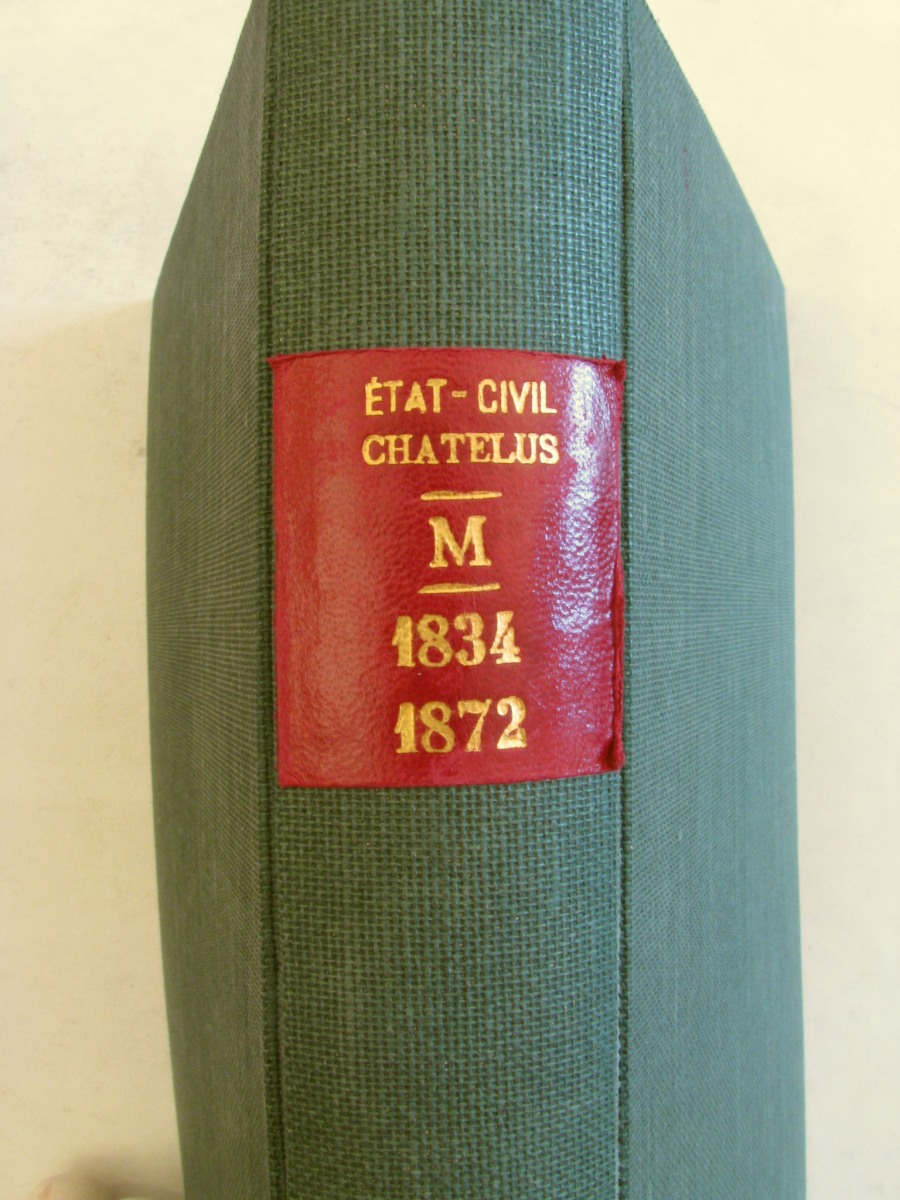 ÉTAT-CIVIL
CHATELUS
M
1834
1872